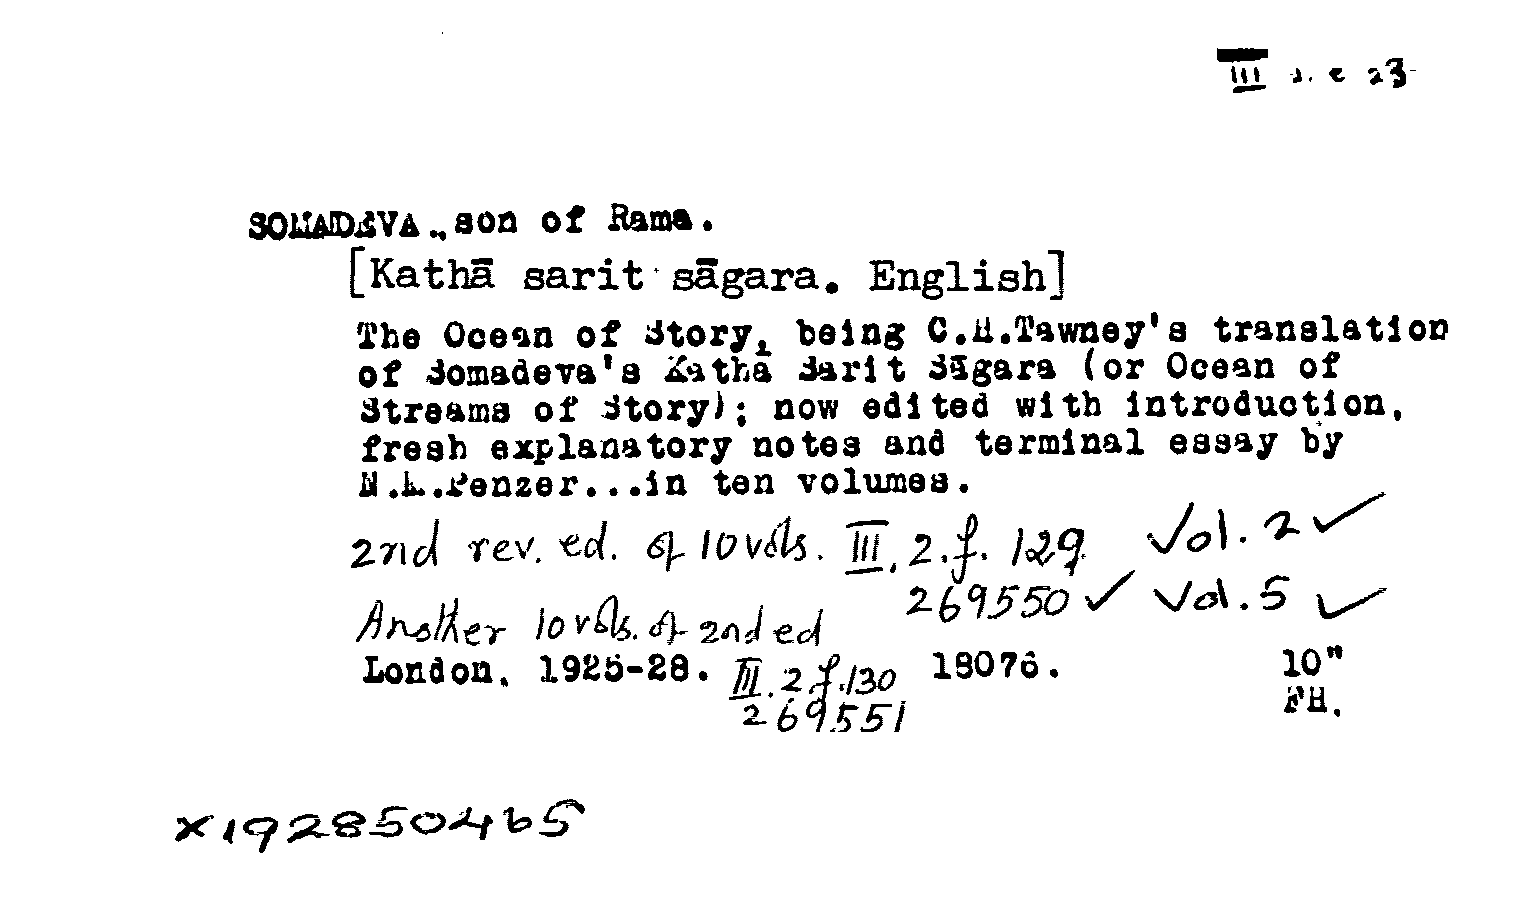 III 23
SOMADEVA., son of Rama.
[Kathā sarit sāgara. English]
The Ocean of Story, being C.H.Tawney's translation
of Somadeva's Kathā Sarit Sāgara (or Ocean of
Streams of Story); now edited with introduction,
fresh explanatory notes and terminal essay by
N.M.Penzer...in ten volumes.
2nd rev. ed. of 10 vols. III. 2.f. 129 Vol. 2 ✓
269550 ✓ Vol. 5 ✓
Another 10 vols. of 2nd ed
London. 1925-28. III. 2 f.130 18076. 10"
269551 FH.
X192850465